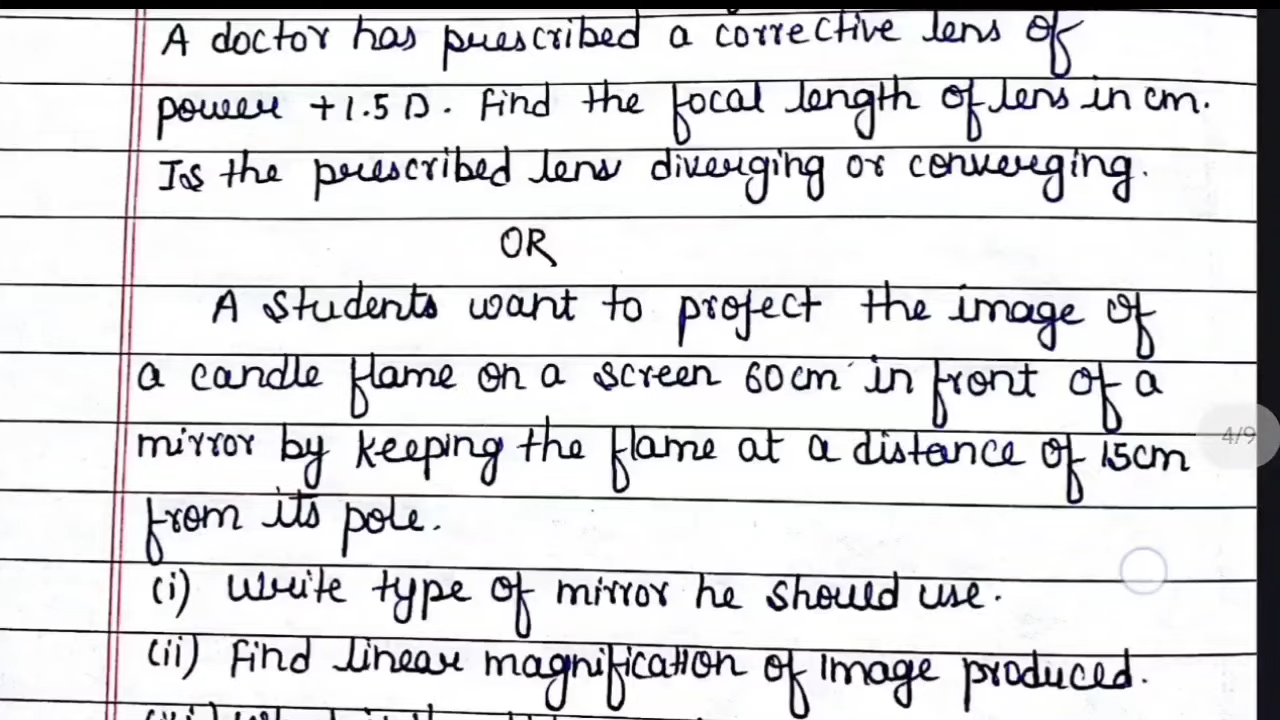 A doctor has prescribed a corrective lens of
power +1.5 D. Find the focal length of lens in cm.
Is the prescribed lens diverging or converging.
OR
A students want to project the image of
a candle flame on a screen 60cm in front of a
mirror by keeping the flame at a distance of 15cm
from its pole.
4/9
(i) Write type of mirror he should use.
(ii) Find linear magnification of image produced.